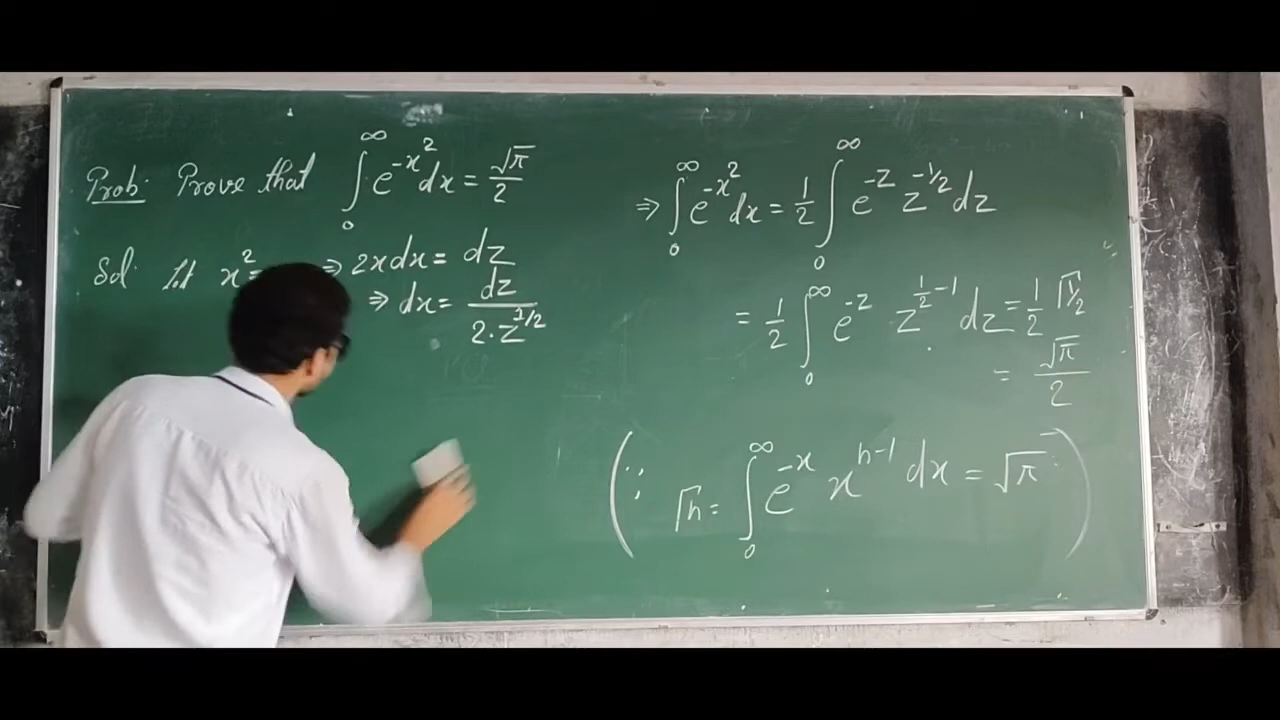 Prob: Prove that ∫₀^∞ e^{-x²} dx = √π/2
Sol: Let x² = ⇒ 2x dx = dz
⇒ dx = dz / 2·z^{1/2}
⇒ ∫₀^∞ e^{-x²} dx = 1/2 ∫₀^∞ e^{-z} z^{-1/2} dz
= 1/2 ∫₀^∞ e^{-z} z^{1/2 -1} dz = 1/2 Γ1/2
= √π/2
(∵ Γn = ∫₀^∞ e^{-x} x^{n-1} dx = √π)